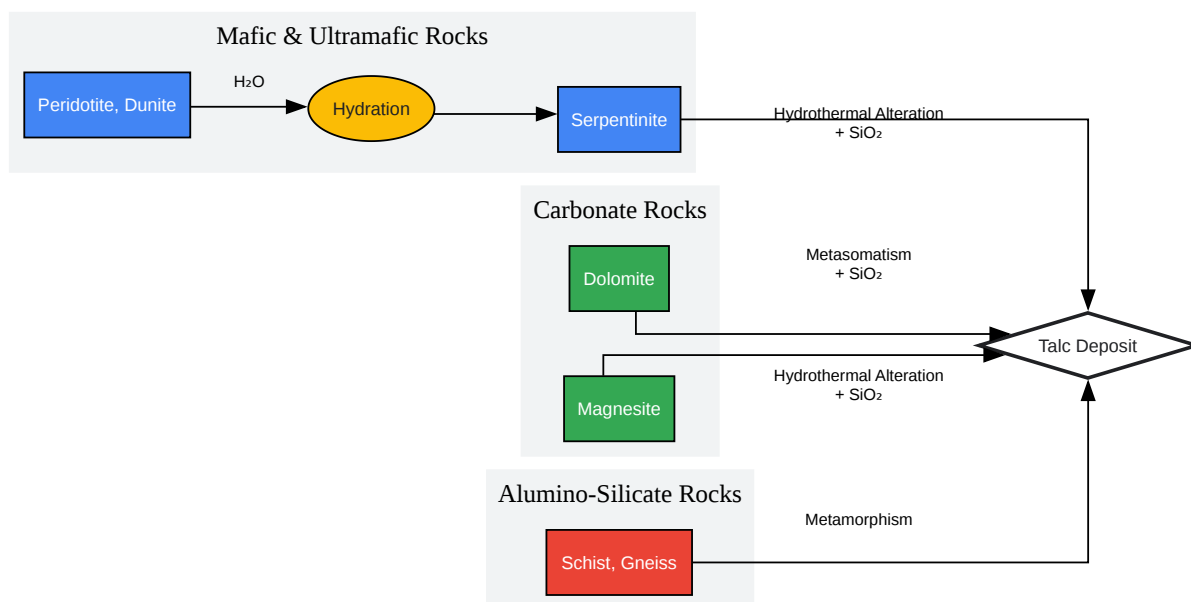 Mafic & Ultramafic Rocks
Peridotite, Dunite
H₂O
Hydration
Serpentinite
Hydrothermal Alteration
+ SiO₂
Carbonate Rocks
Dolomite
Metasomatism
+ SiO₂
Talc Deposit
Magnesite
Hydrothermal Alteration
+ SiO₂
Alumino-Silicate Rocks
Schist, Gneiss
Metamorphism